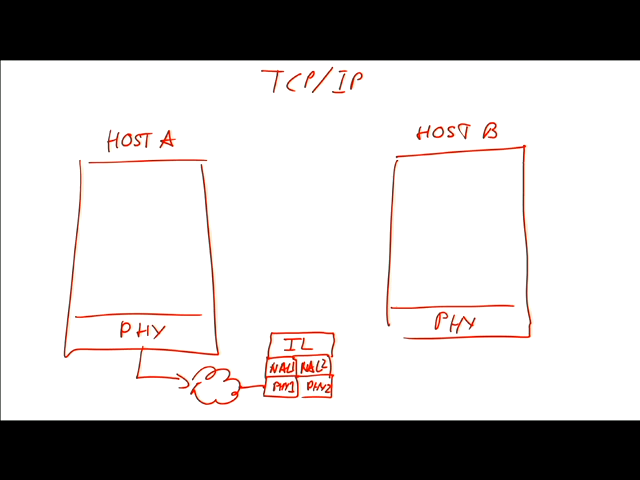 TCP/IP
HOST A
HOST B
PHY
PHY
IL
NAL1 NAL2
PHY1 PHY2